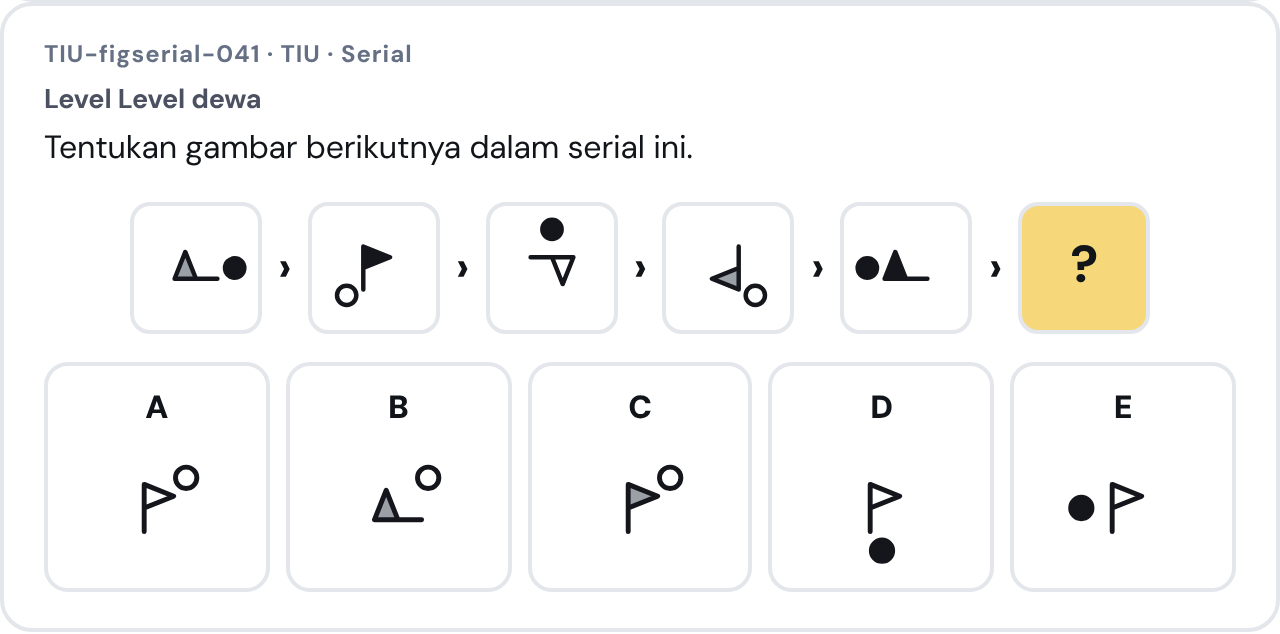 TIU-figserial-041 · TIU · Serial
Level Level dewa
Tentukan gambar berikutnya dalam serial ini.
› › › › › ?
A B C D E